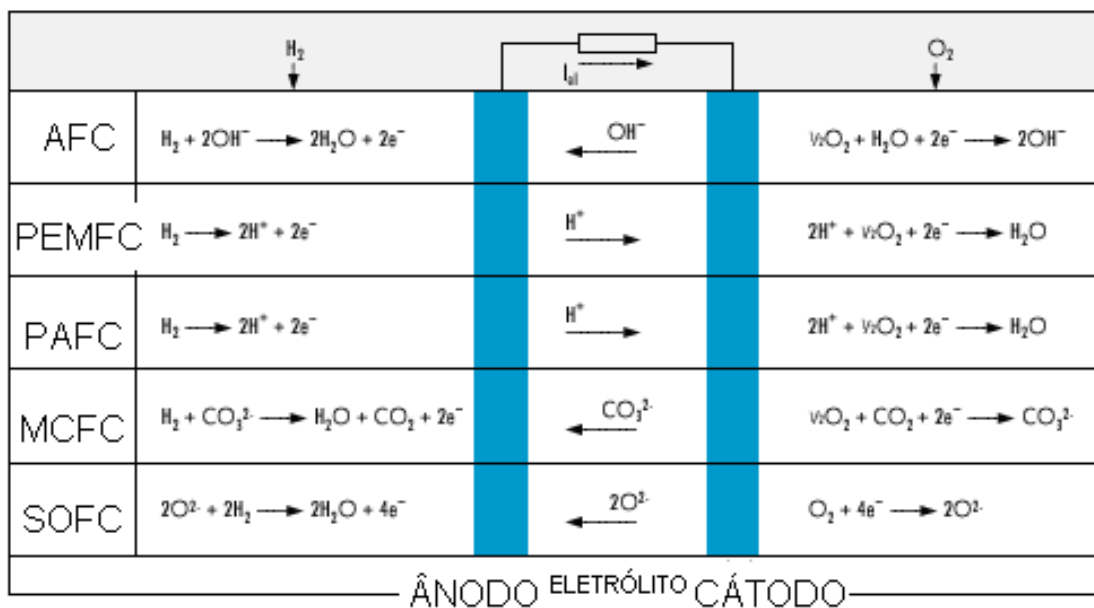 H₂
I_el
O₂
AFC H₂ + 2OH⁻ → 2H₂O + 2e⁻ OH⁻ ½O₂ + H₂O + 2e⁻ → 2OH⁻
PEMFC H₂ → 2H⁺ + 2e⁻ H⁺ 2H⁺ + ½O₂ + 2e⁻ → H₂O
PAFC H₂ → 2H⁺ + 2e⁻ H⁺ 2H⁺ + ½O₂ + 2e⁻ → H₂O
MCFC H₂ + CO₃²⁻ → H₂O + CO₂ + 2e⁻ CO₃²⁻ ½O₂ + CO₂ + 2e⁻ → CO₃²⁻
SOFC 2O²⁻ + 2H₂ → 2H₂O + 4e⁻ 2O²⁻ O₂ + 4e⁻ → 2O²⁻
ÂNODO ELETRÓLITO CÁTODO